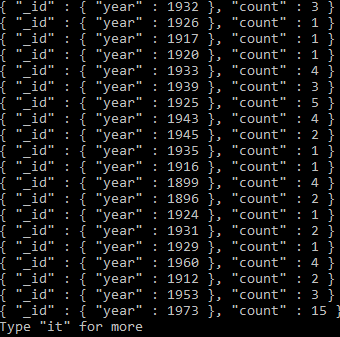 { "_id" : { "year" : 1932 }, "count" : 3 }
{ "_id" : { "year" : 1926 }, "count" : 1 }
{ "_id" : { "year" : 1917 }, "count" : 1 }
{ "_id" : { "year" : 1920 }, "count" : 1 }
{ "_id" : { "year" : 1933 }, "count" : 4 }
{ "_id" : { "year" : 1939 }, "count" : 3 }
{ "_id" : { "year" : 1925 }, "count" : 5 }
{ "_id" : { "year" : 1943 }, "count" : 4 }
{ "_id" : { "year" : 1945 }, "count" : 2 }
{ "_id" : { "year" : 1935 }, "count" : 1 }
{ "_id" : { "year" : 1916 }, "count" : 1 }
{ "_id" : { "year" : 1899 }, "count" : 4 }
{ "_id" : { "year" : 1896 }, "count" : 2 }
{ "_id" : { "year" : 1924 }, "count" : 1 }
{ "_id" : { "year" : 1931 }, "count" : 2 }
{ "_id" : { "year" : 1929 }, "count" : 1 }
{ "_id" : { "year" : 1960 }, "count" : 4 }
{ "_id" : { "year" : 1912 }, "count" : 2 }
{ "_id" : { "year" : 1953 }, "count" : 3 }
{ "_id" : { "year" : 1973 }, "count" : 15 }
Type "it" for more